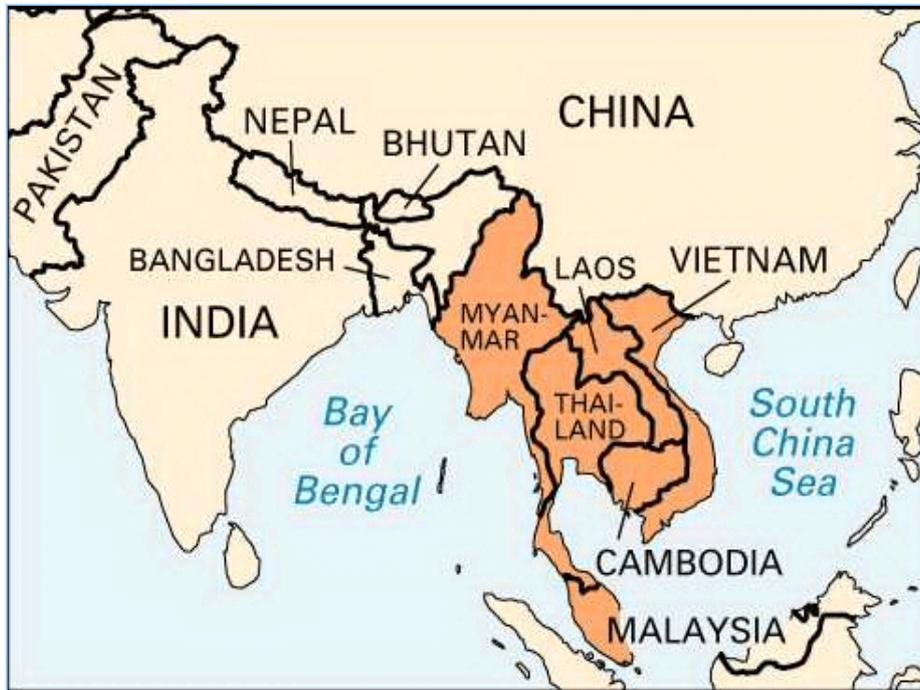 CHINA
NEPAL
BHUTAN
PAKISTAN
BANGLADESH
LAOS
VIETNAM
INDIA
MYAN-
MAR
THAI-
LAND
Bay
of
Bengal
South
China
Sea
CAMBODIA
MALAYSIA